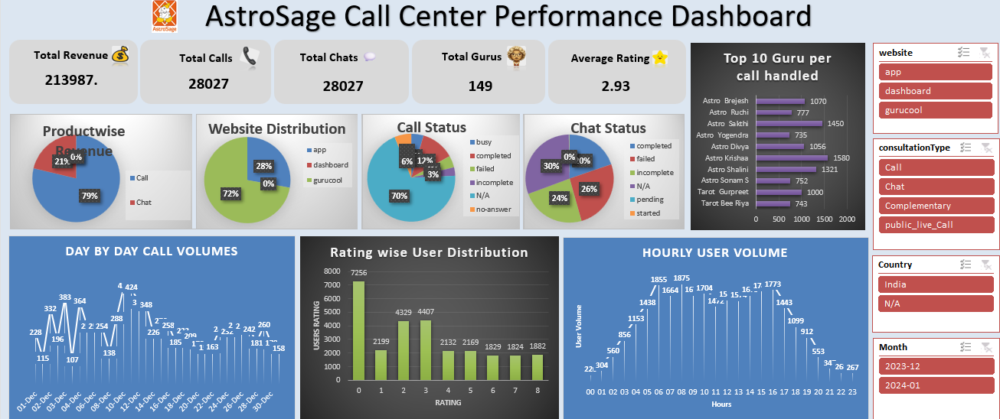 AstroSage
AstroSage Call Center Performance Dashboard
Total Revenue
213987.
Total Calls
28027
Total Chats
28027
Total Gurus
149
Average Rating
2.93
Productwise
Revenue
21%
0%
79%
Call
Chat
Website Distribution
28%
0%
72%
app
dashboard
gurucool
Call Status
6%
12%
3%
70%
busy
completed
failed
incomplete
N/A
no-answer
Chat Status
0%
30%
26%
24%
completed
failed
incomplete
N/A
pending
started
Top 10 Guru per
call handled
Astro Brejesh 1070
Astro Ruchi 777
Astro Sakthi 1450
Astro Yogendra 735
Astro Divya 1056
Astro Krishaa 1580
Astro Shalini 1321
Astro Sonam S 752
Tarot Gurpreet 1000
Tarot Bee Riya 743
0 500 1000 1500 2000
website
app
dashboard
gurucool
consultationType
Call
Chat
Complementary
public_live_Call
Country
India
N/A
Month
2023-12
2024-01
DAY BY DAY CALL VOLUMES
228 115 332 196 383 107 364 254 138 288 424 348 226 258 185 209 163 242 181 260 158
01-Dec 02-Dec 03-Dec 04-Dec 06-Dec 08-Dec 10-Dec 12-Dec 14-Dec 16-Dec 18-Dec 20-Dec 22-Dec 24-Dec 26-Dec 28-Dec 30-Dec
Rating wise User Distribution
USERS RATING
8000
7000
6000
5000
4000
3000
2000
1000
0
7256 2199 4329 4407 2132 2169 1829 1824 1882
0 1 2 3 4 5 6 7 8
RATING
HOURLY USER VOLUME
User Volume
304 560 856 1153 1438 1855 1664 1875 1704 1773 1443 1099 912 553 267
00 01 02 03 04 05 06 07 08 09 10 11 12 13 14 15 16 17 18 19 20 21 22 23
Hours